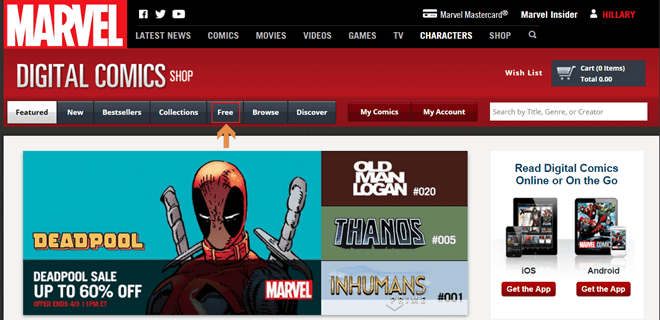 MARVEL
Marvel Mastercard®
Marvel Insider
HILLARY
LATEST NEWS COMICS MOVIES VIDEOS GAMES TV CHARACTERS SHOP
DIGITAL COMICS SHOP
Wish List
Cart (0 Items)
Total 0.00
Featured New Bestsellers Collections Free Browse Discover My Comics My Account
Search by Title, Genre, or Creator
DEADPOOL
DEADPOOL SALE
UP TO 60% OFF
OFFER ENDS 4/3 11PM ET
MARVEL
OLD
MAN
LOGAN #020
THANOS #005
INHUMANS
PRIME #001
Read Digital Comics
Online or On the Go
MARVEL COMICS
iOS Android
Get the App Get the App